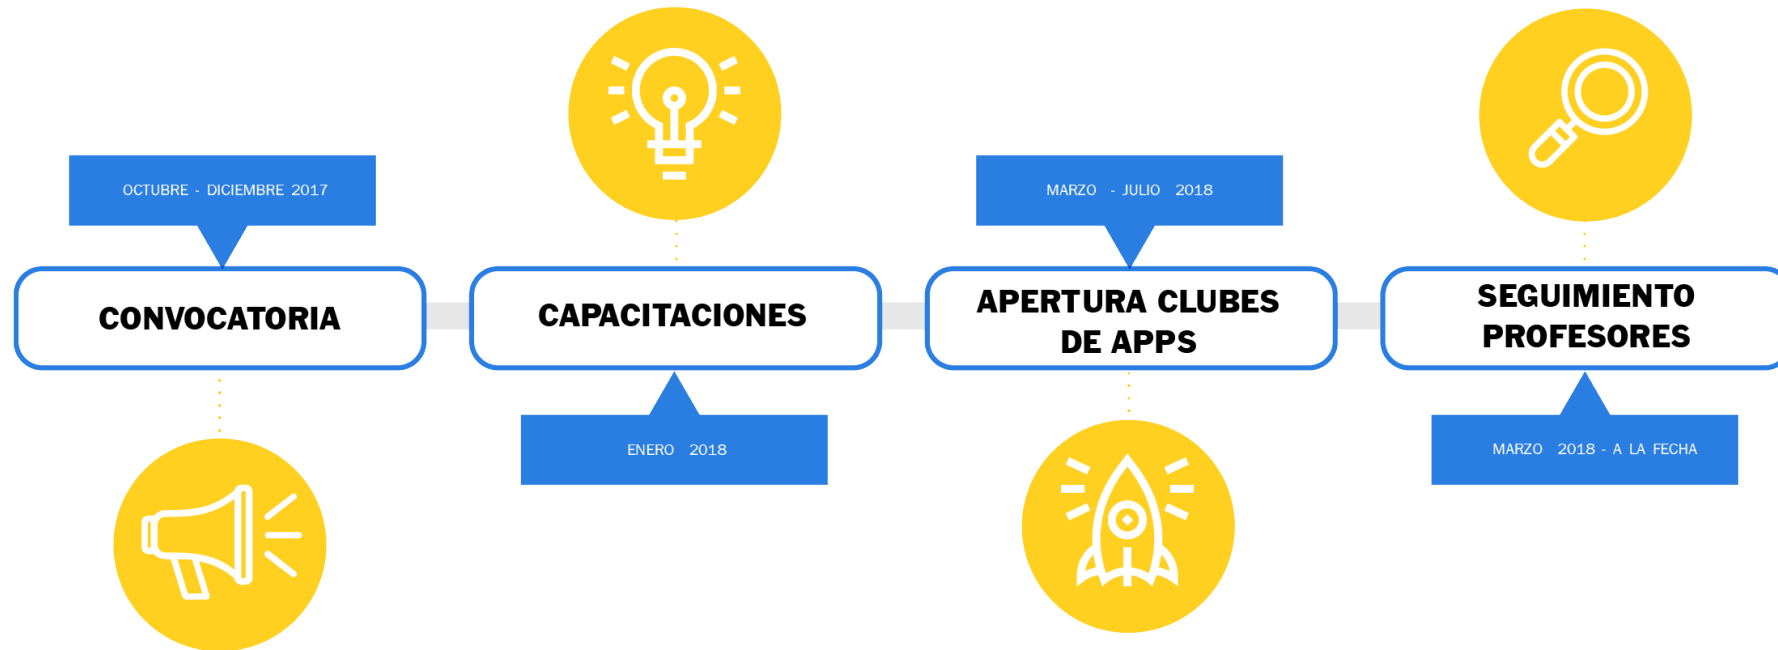 OCTUBRE - DICIEMBRE 2017
CONVOCATORIA
CAPACITACIONES
ENERO 2018
MARZO - JULIO 2018
APERTURA CLUBES
DE APPS
SEGUIMIENTO
PROFESORES
MARZO 2018 - A LA FECHA